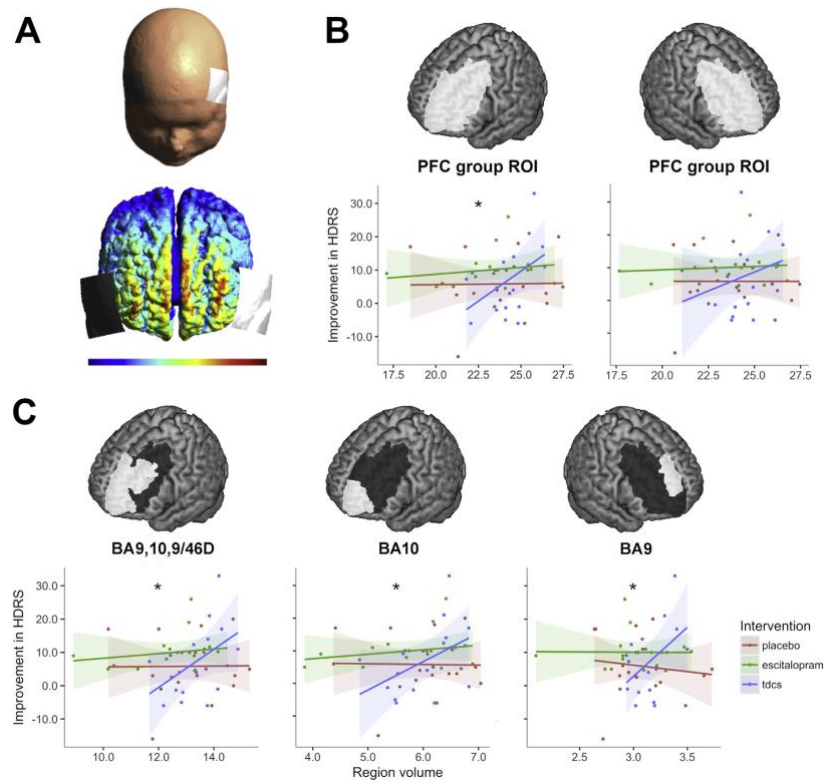 A
B
PFC group ROI
PFC group ROI
*
Improvement in HDRS
30.0
20.0
10.0
0.0
-10.0
17.5 20.0 22.5 25.0 27.5
17.5 20.0 22.5 25.0 27.5
C
BA9,10,9/46D
BA10
BA9
* * *
Improvement in HDRS
30.0
20.0
10.0
0.0
-10.0
10.0 12.0 14.0
4.0 5.0 6.0 7.0
2.5 3.0 3.5
Region volume
Intervention
placebo
escitalopram
tdcs